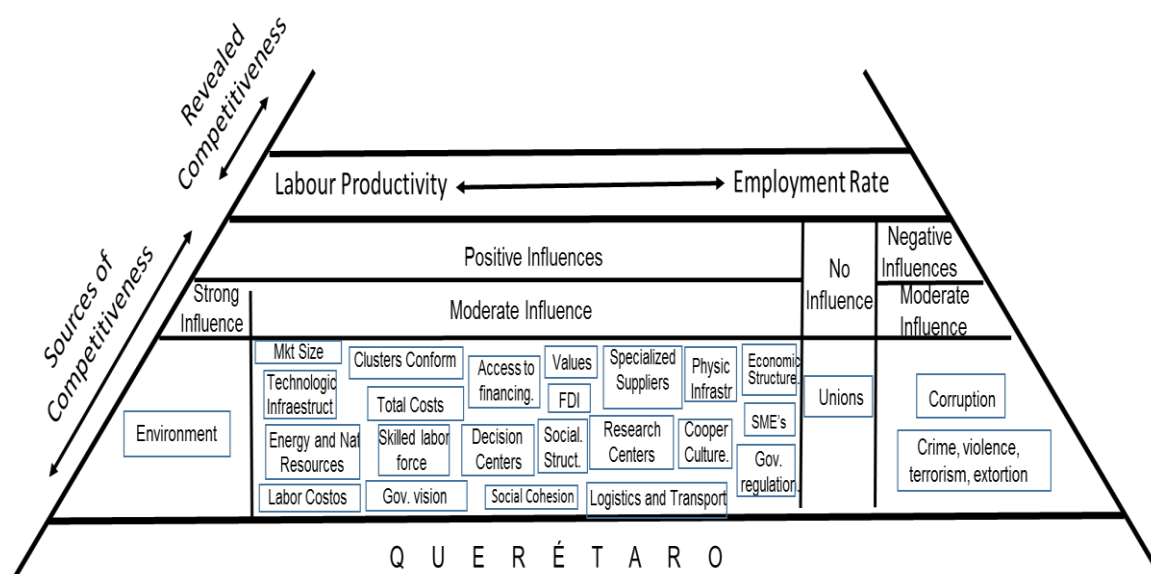 Revealed
Competitiveness
Labour Productivity
Employment Rate
Sources of
Competitiveness
Positive Influences
No
Influence
Negative
Influences
Strong
Influence
Moderate Influence
Moderate
Influence
Environment
Mkt Size
Technologic
Infraestruct
Energy and Nat
Resources
Labor Costos
Clusters Conform
Total Costs
Skilled labor
force
Gov. vision
Access to
financing.
Decision
Centers
Social Cohesion
Values
FDI
Social.
Struct.
Specialized
Suppliers
Research
Centers
Logistics and Transport
Physic
Infrastr
Cooper
Culture.
Economic
Structure.
SME's
Gov.
regulation.
Unions
Corruption
Crime, violence,
terrorism, extortion
Q U E R É T A R O